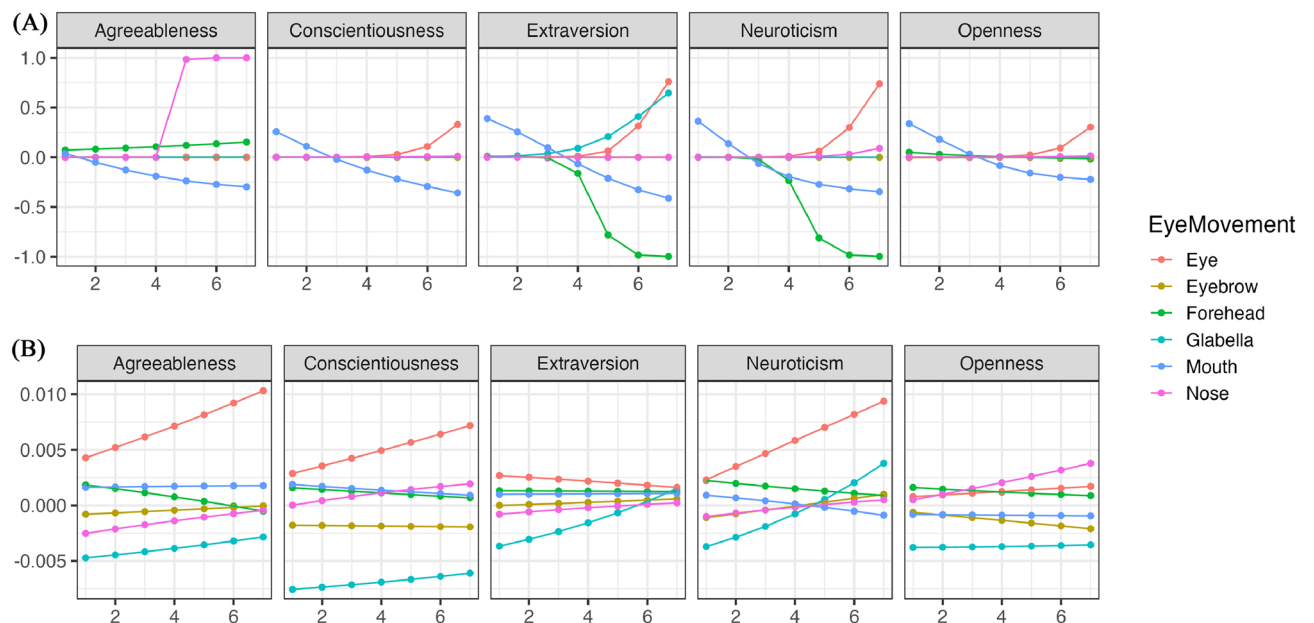 (A)
Agreeableness Conscientiousness Extraversion Neuroticism Openness
1.0
0.5
0.0
-0.5
-1.0
2 4 6 2 4 6 2 4 6 2 4 6 2 4 6
EyeMovement
Eye
Eyebrow
Forehead
Glabella
Mouth
Nose
(B)
Agreeableness Conscientiousness Extraversion Neuroticism Openness
0.010
0.005
0.000
-0.005
2 4 6 2 4 6 2 4 6 2 4 6 2 4 6